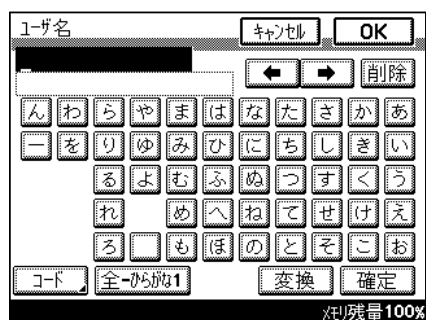 ユーザ名 キャンセル OK
← → 削除
ん わ ら や ま は な た さ か あ
ー を り ゆ み ひ に ち し き い
る よ む ふ ぬ つ す く う
れ め へ ね て せ け え
ろ も ほ の と そ こ お
コード 全-ひらがな1 変換 確定
メモリ残量100%